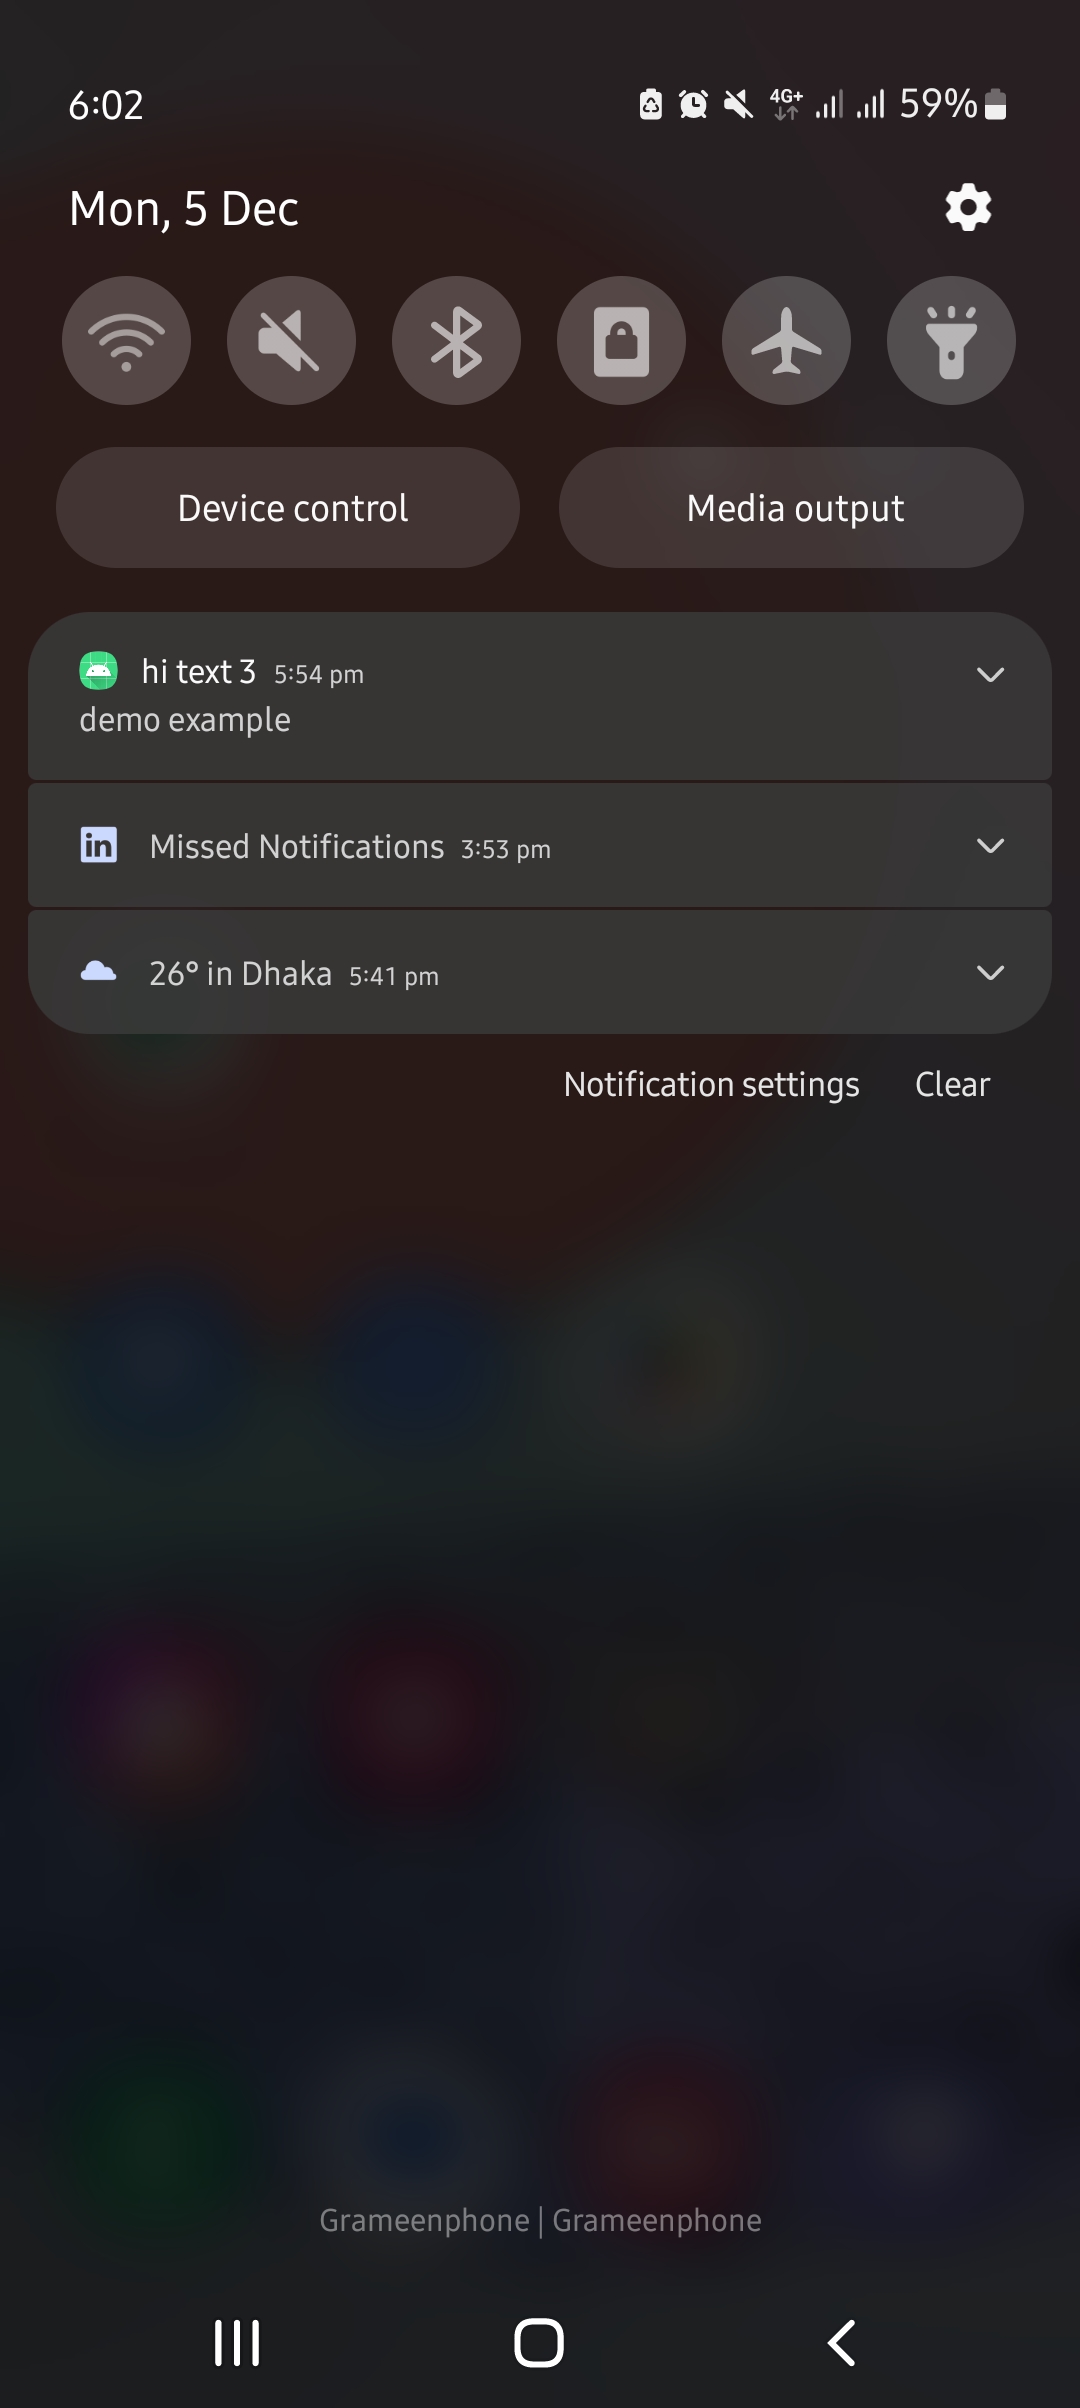 6:02 4G+ 59%
Mon, 5 Dec
Device control Media output
hi text 3 5:54 pm
demo example
in Missed Notifications 3:53 pm
26° in Dhaka 5:41 pm
Notification settings Clear
Grameenphone | Grameenphone